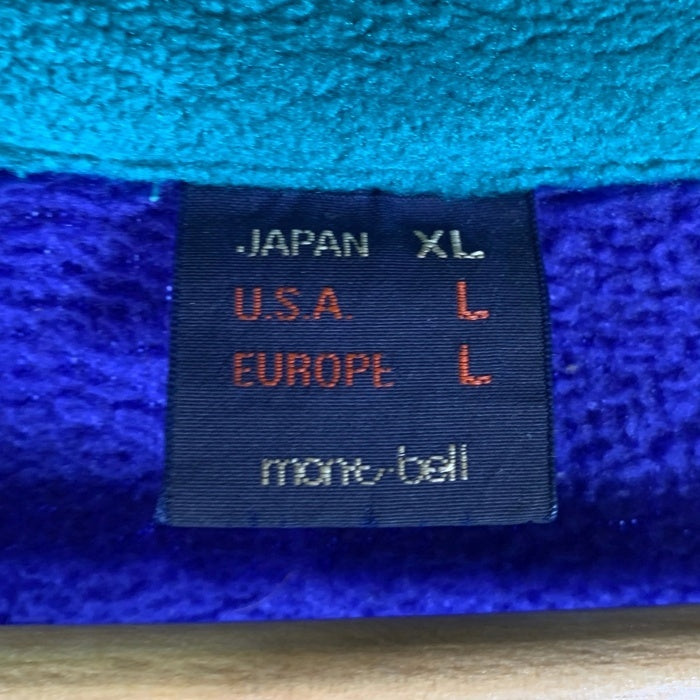 JAPAN XL
U.S.A. L
EUROPE L
mont-bell